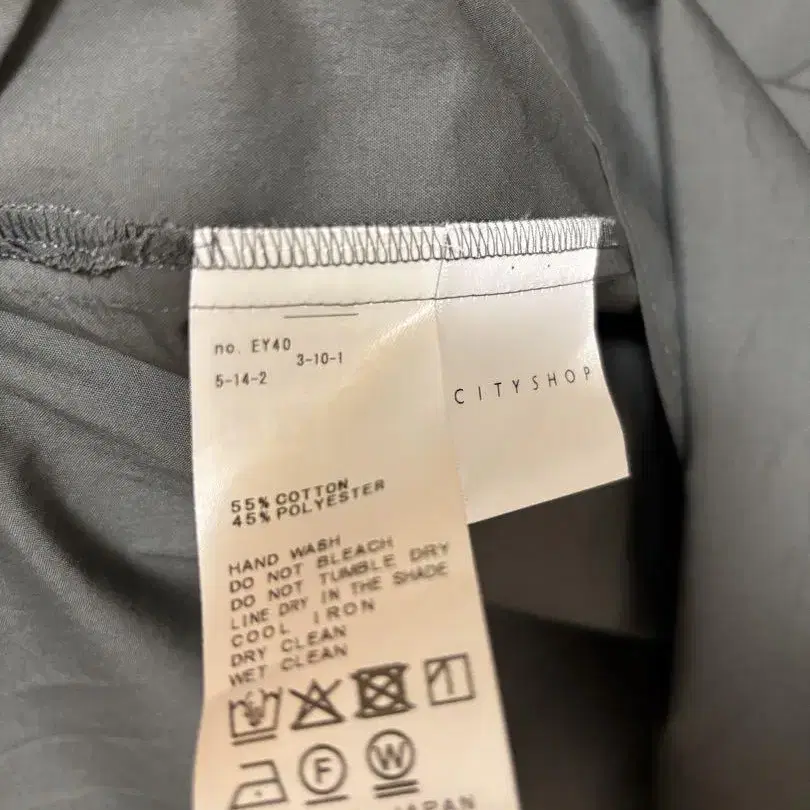 no. EY40
3-10-1
5-14-2
CITYSHOP
55% COTTON
45% POLYESTER
HAND WASH
DO NOT BLEACH
DO NOT TUMBLE DRY
LINE DRY IN THE SHADE
COOL IRON
DRY CLEAN
WET CLEAN
F
W
JAPAN